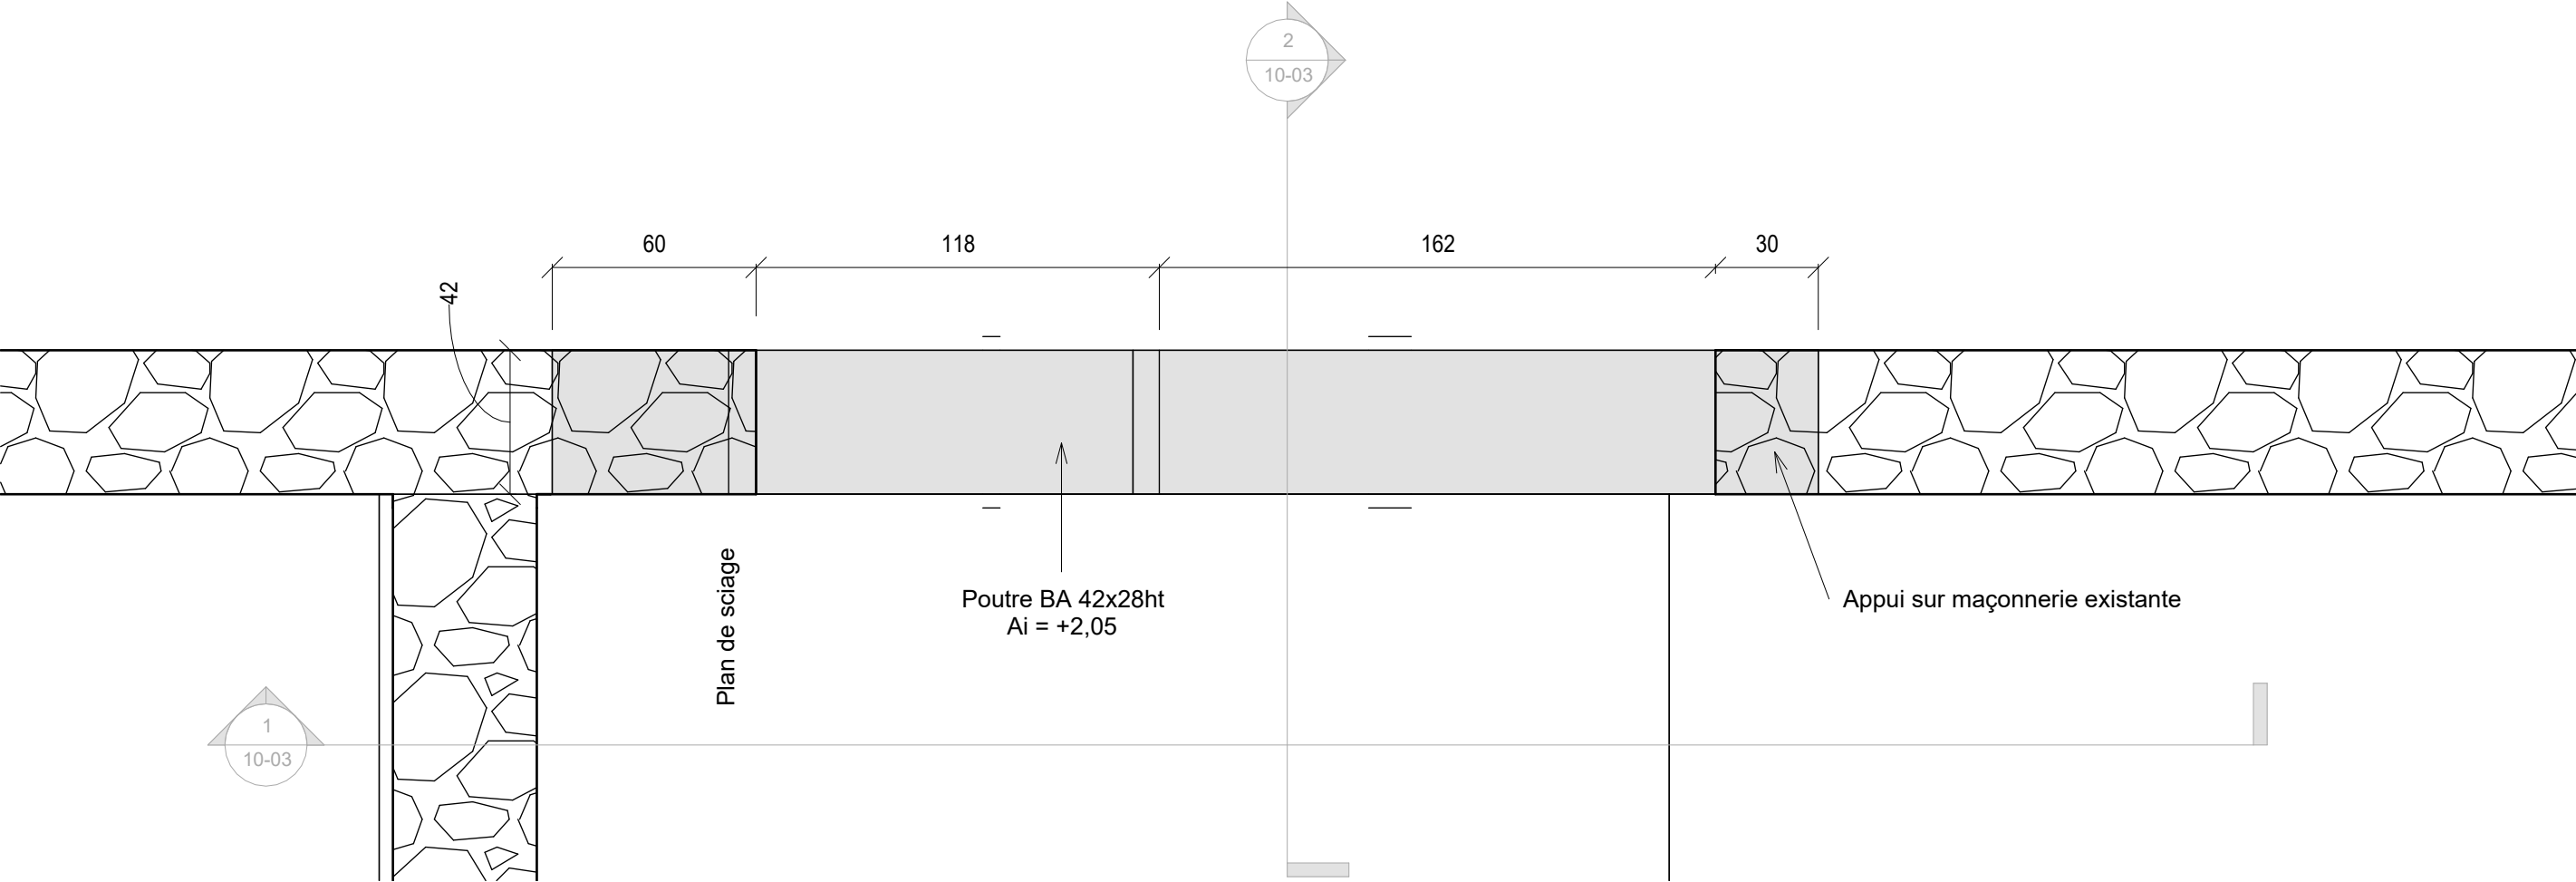 2
10-03
60
118
162
30
42
Plan de sciage
Poutre BA 42x28ht
Ai = +2,05
Appui sur maçonnerie existante
1
10-03